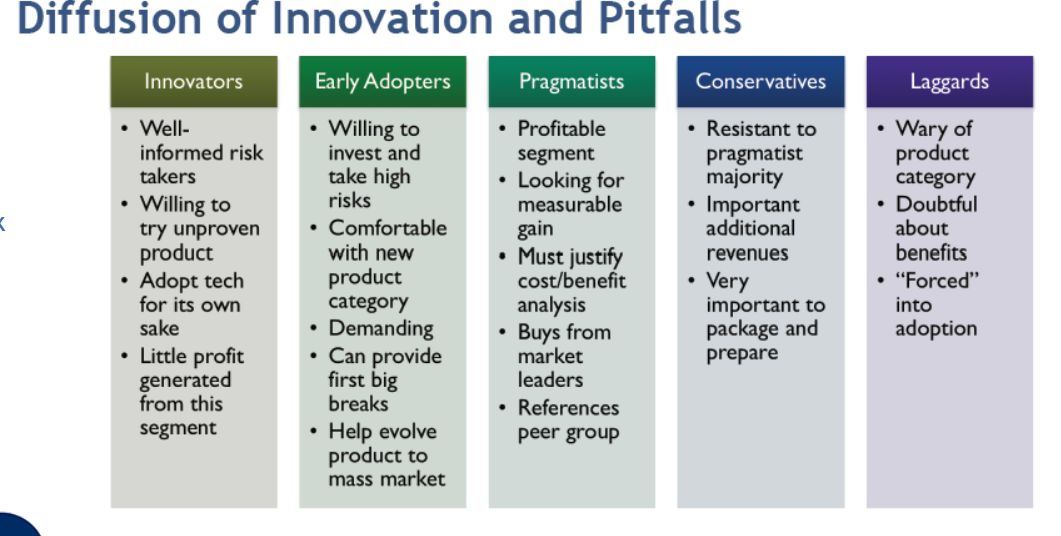 Diffusion of Innovation and Pitfalls
Innovators
• Well-
informed risk
takers
• Willing to
try unproven
product
• Adopt tech
for its own
sake
• Little profit
generated
from this
segment
Early Adopters
• Willing to
invest and
take high
risks
• Comfortable
with new
product
category
• Demanding
• Can provide
first big
breaks
• Help evolve
product to
mass market
Pragmatists
• Profitable
segment
• Looking for
measurable
gain
• Must justify
cost/benefit
analysis
• Buys from
market
leaders
• References
peer group
Conservatives
• Resistant to
pragmatist
majority
• Important
additional
revenues
• Very
important to
package and
prepare
Laggards
• Wary of
product
category
• Doubtful
about
benefits
• “Forced”
into
adoption